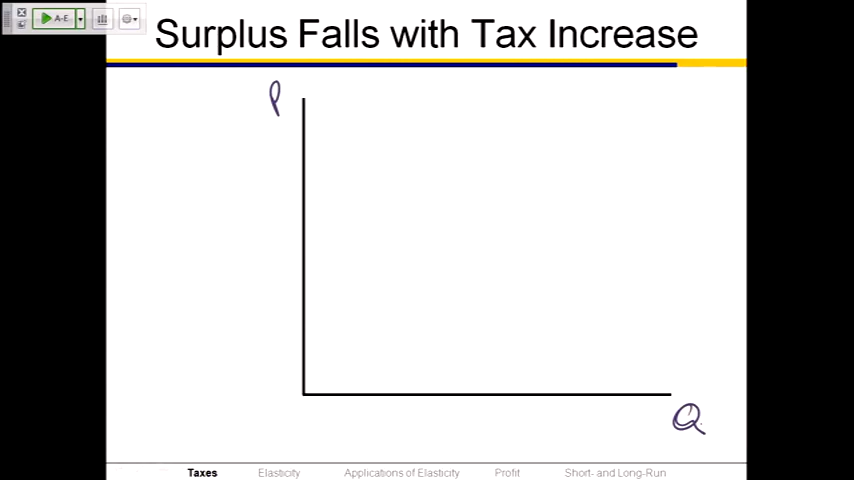 A-E
Surplus Falls with Tax Increase
P
Q
Taxes Elasticity Applications of Elasticity Profit Short- and Long-Run